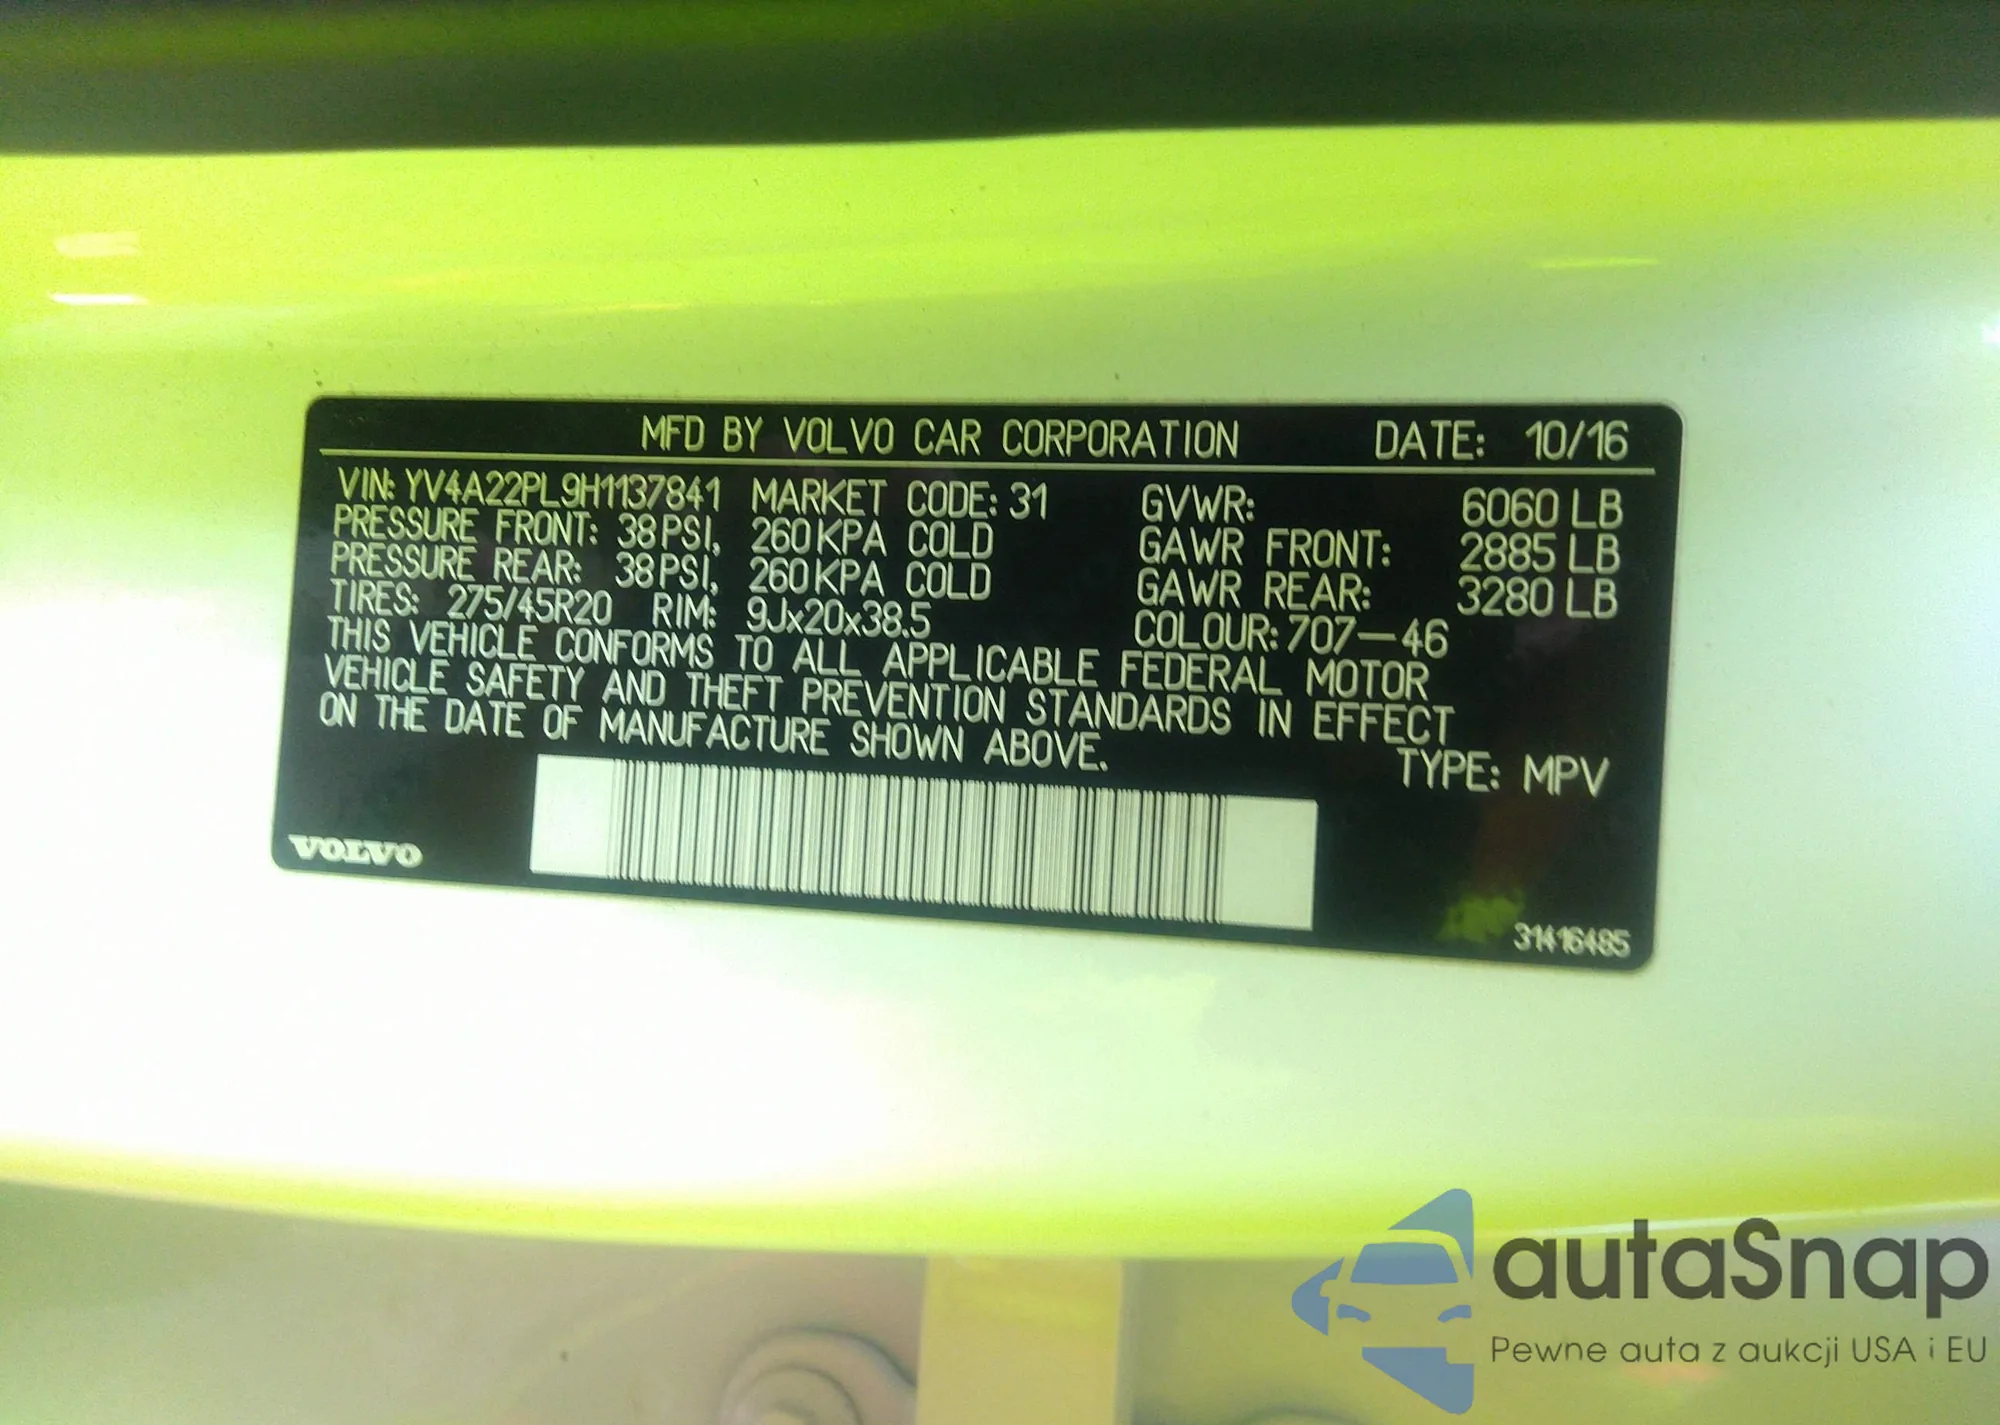 MFD BY VOLVO CAR CORPORATION DATE: 10/16
VIN: YV4A22PL9H1137841 MARKET CODE: 31 GVWR: 6060 LB
PRESSURE FRONT: 38 PSI, 260 KPA COLD GAWR FRONT: 2885 LB
PRESSURE REAR: 38 PSI, 260 KPA COLD GAWR REAR: 3280 LB
TIRES: 275/45R20 RIM: 9Jx20x38.5 COLOUR: 707-46
THIS VEHICLE CONFORMS TO ALL APPLICABLE FEDERAL MOTOR
VEHICLE SAFETY AND THEFT PREVENTION STANDARDS IN EFFECT
ON THE DATE OF MANUFACTURE SHOWN ABOVE.
TYPE: MPV
VOLVO
31416485
autaSnap
Pewne auta z aukcji USA i EU